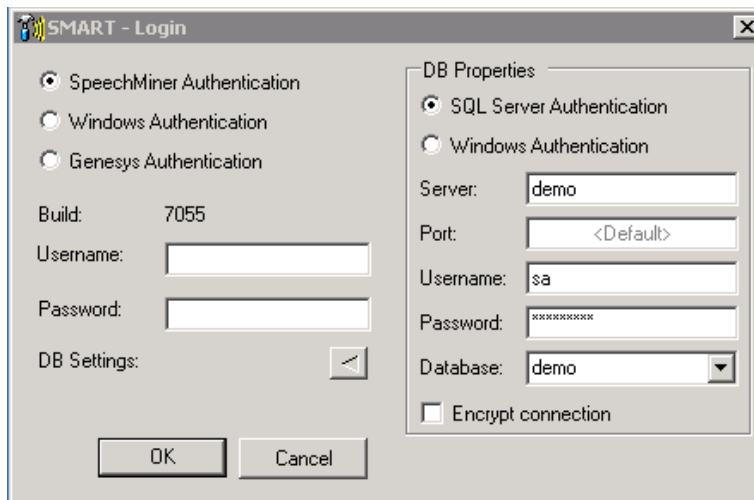 SMART - Login
SpeechMiner Authentication
Windows Authentication
Genesys Authentication
Build: 7055
Username:
Password:
DB Settings: <
OK Cancel
DB Properties
SQL Server Authentication
Windows Authentication
Server: demo
Port: <Default>
Username: sa
Password: *********
Database: demo
Encrypt connection